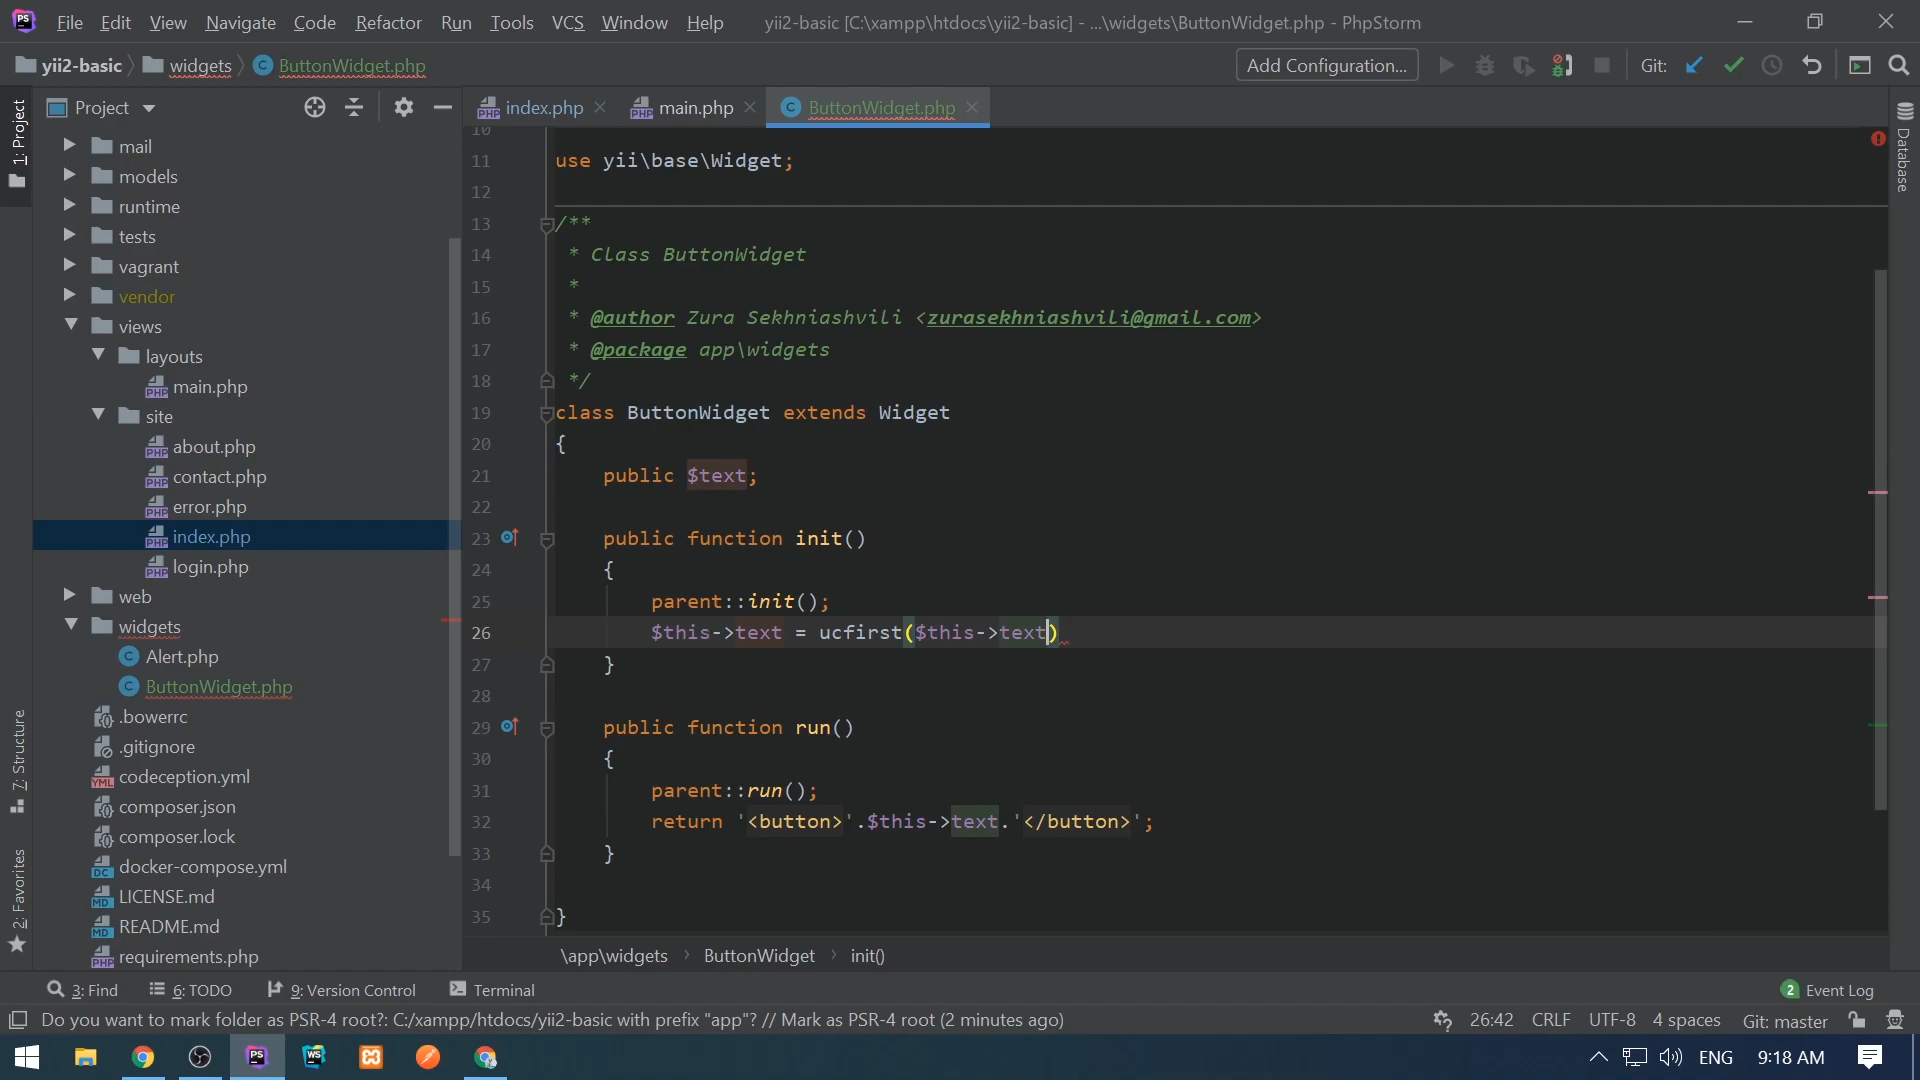 PS File Edit View Navigate Code Refactor Run Tools VCS Window Help yii2-basic [C:\xampp\htdocs\yii2-basic] - ...\widgets\ButtonWidget.php - PhpStorm
yii2-basic widgets C ButtonWidget.php Add Configuration... Git:
Project
index.php main.php C ButtonWidget.php
1: Project
7: Structure
2: Favorites
Database
mail
models
runtime
tests
vagrant
vendor
views
layouts
main.php
site
about.php
contact.php
error.php
index.php
login.php
web
widgets
C Alert.php
C ButtonWidget.php
.bowerrc
.gitignore
codeception.yml
composer.json
composer.lock
docker-compose.yml
LICENSE.md
README.md
requirements.php
10
11 use yii\base\Widget;
12
13 /**
14 * Class ButtonWidget
15 *
16 * @author Zura Sekhniashvili <zurasekhniashvili@gmail.com>
17 * @package app\widgets
18 */
19 class ButtonWidget extends Widget
20 {
21 public $text;
22
23 public function init()
24 {
25 parent::init();
26 $this->text = ucfirst($this->text)
27 }
28
29 public function run()
30 {
31 parent::run();
32 return '<button>'.$this->text.'</button>';
33 }
34
35 }
\app\widgets › ButtonWidget › init()
3: Find 6: TODO 9: Version Control Terminal 2 Event Log
Do you want to mark folder as PSR-4 root?: C:/xampp/htdocs/yii2-basic with prefix "app"? // Mark as PSR-4 root (2 minutes ago) 26:42 CRLF UTF-8 4 spaces Git: master
PS WS ENG 9:18 AM